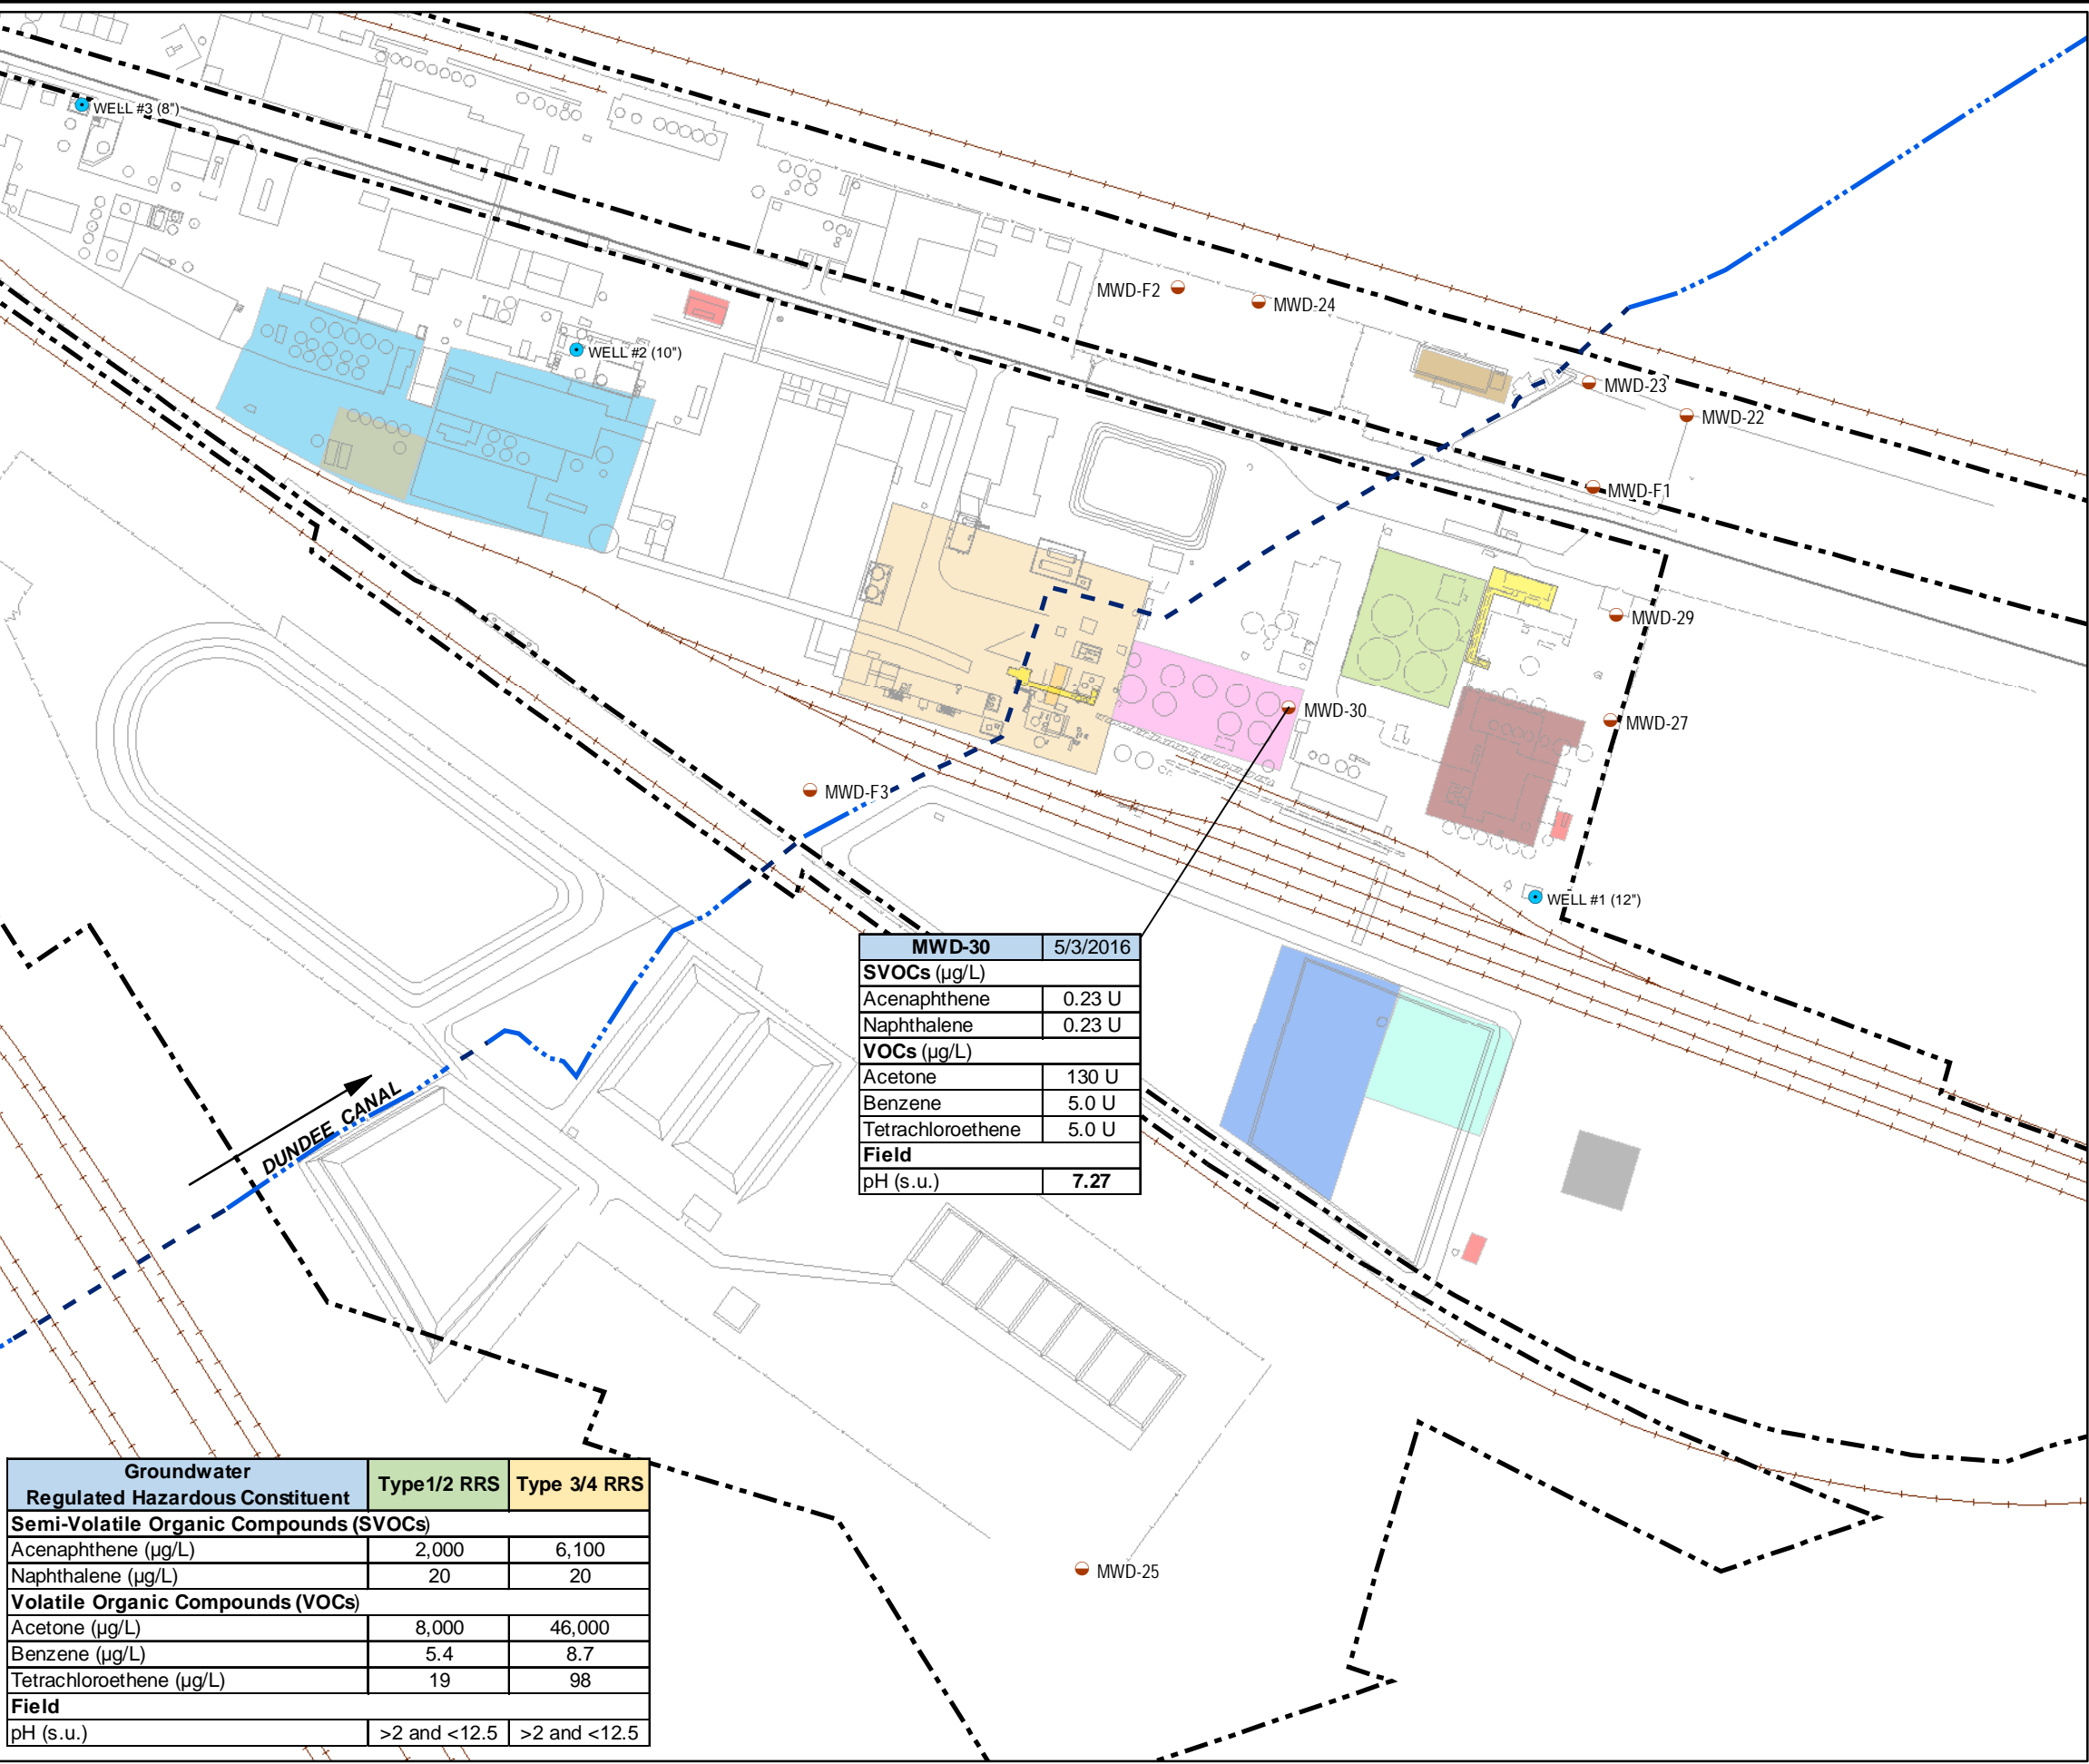 WELL #3 (8")
MWD-F2
MWD-24
WELL #2 (10")
MWD-23
MWD-22
MWD-F1
MWD-29
MWD-30
MWD-27
MWD-F3
WELL #1 (12")
MWD-30 5/3/2016
SVOCs (µg/L)
Acenaphthene 0.23 U
Naphthalene 0.23 U
VOCs (µg/L)
Acetone 130 U
Benzene 5.0 U
Tetrachloroethene 5.0 U
Field
pH (s.u.) 7.27
DUNDEE CANAL
MWD-25
Groundwater
Regulated Hazardous Constituent Type1/2 RRS Type 3/4 RRS
Semi-Volatile Organic Compounds (SVOCs)
Acenaphthene (µg/L) 2,000 6,100
Naphthalene (µg/L) 20 20
Volatile Organic Compounds (VOCs)
Acetone (µg/L) 8,000 46,000
Benzene (µg/L) 5.4 8.7
Tetrachloroethene (µg/L) 19 98
Field
pH (s.u.) >2 and <12.5 >2 and <12.5